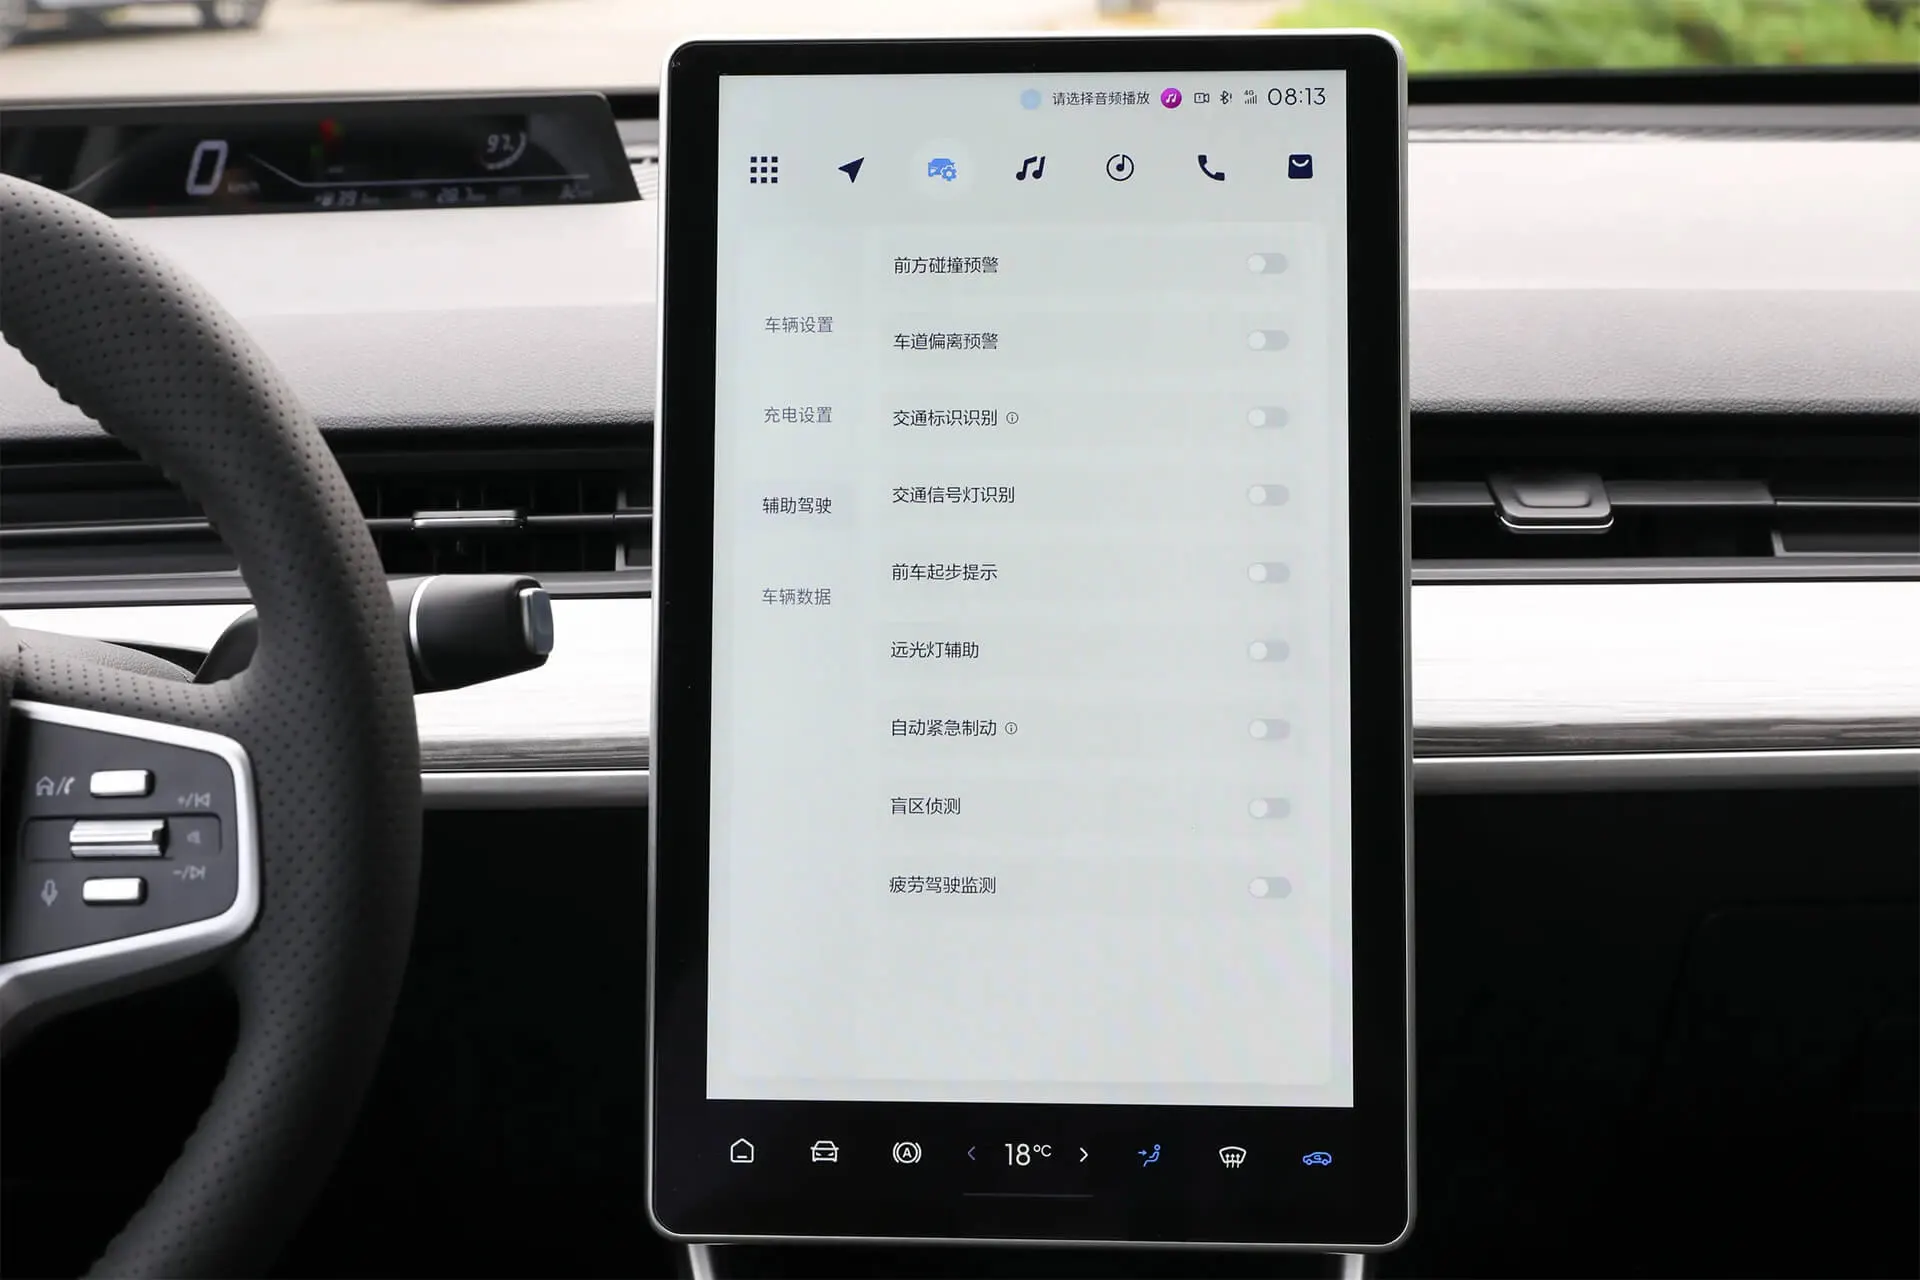 请选择音频播放 4G 08:13
0 km/h
97
前方碰撞预警
车辆设置
车道偏离预警
充电设置
交通标识识别
交通信号灯识别
辅助驾驶
前车起步提示
车辆数据
远光灯辅助
自动紧急制动
盲区侦测
疲劳驾驶监测
A
18°C